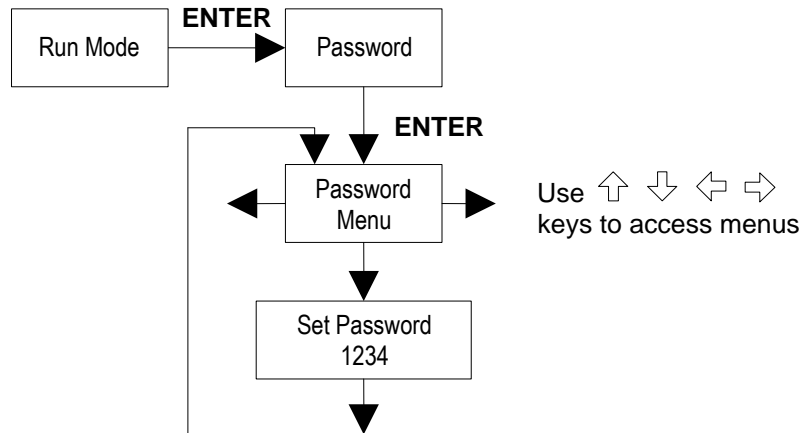 ENTER
Run Mode
Password
ENTER
Password
Menu
Use
keys to access menus
Set Password
1234